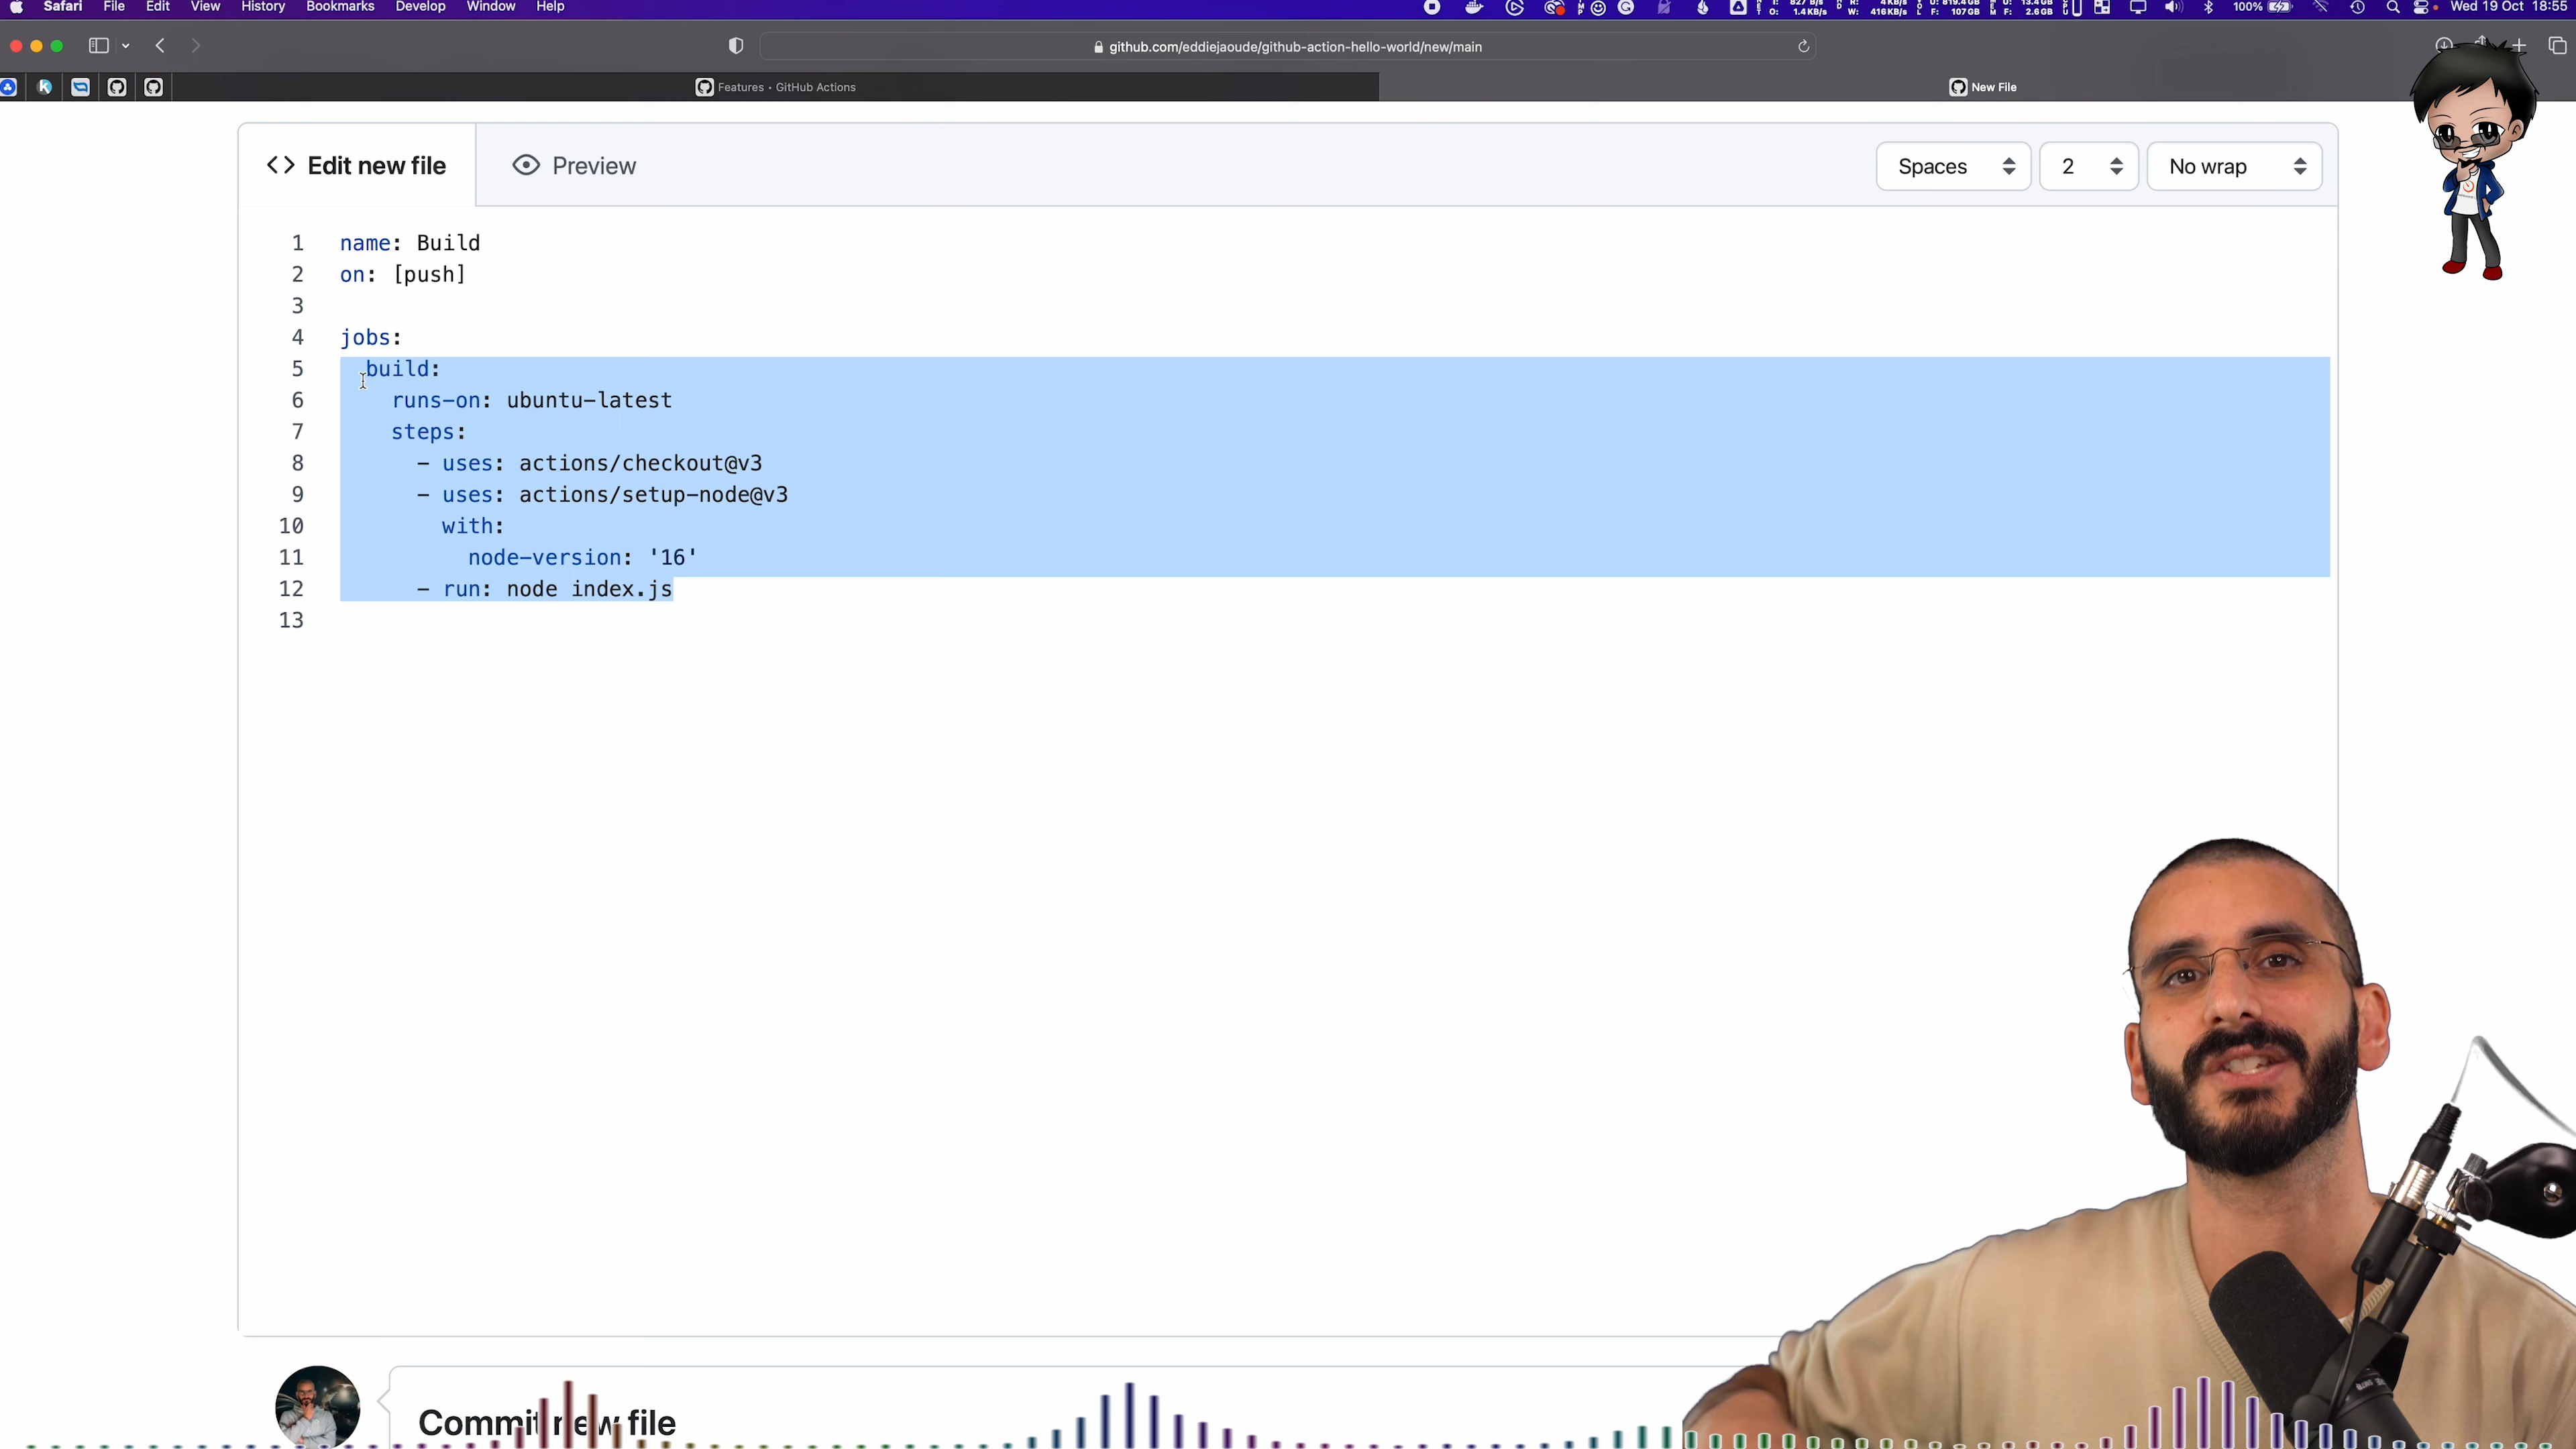 Safari File Edit View History Bookmarks Develop Window Help 100% Wed 19 Oct 18:55
github.com/eddiejaoude/github-action-hello-world/new/main
Features • GitHub Actions
New File
<> Edit new file
Preview
Spaces
2
No wrap
1 name: Build
2 on: [push]
3
4 jobs:
5 build:
6 runs-on: ubuntu-latest
7 steps:
8 - uses: actions/checkout@v3
9 - uses: actions/setup-node@v3
10 with:
11 node-version: '16'
12 - run: node index.js
13
Commit new file